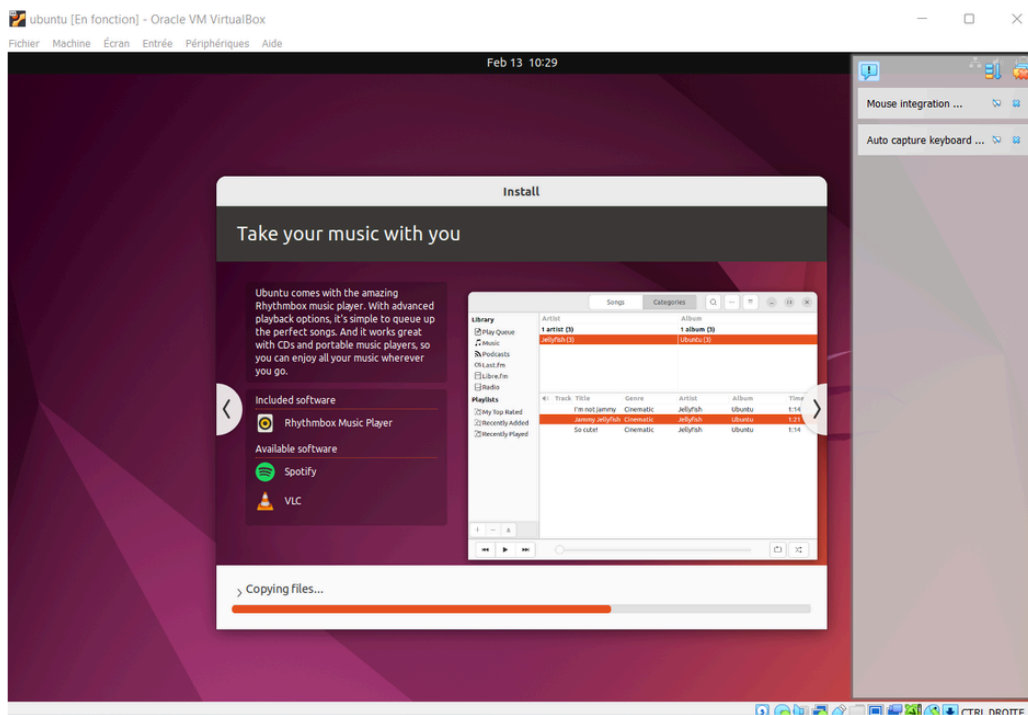 ubuntu [En fonction] - Oracle VM VirtualBox
Fichier Machine Écran Entrée Périphériques Aide
Feb 13 10:29
Mouse integration ...
Auto capture keyboard ...
Install
Take your music with you
Ubuntu comes with the amazing
Rhythmbox music player. With advanced
playback options, it's simple to queue up
the perfect songs. And it works great
with CDs and portable music players, so
you can enjoy all your music wherever
you go.
Included software
Rhythmbox Music Player
Available software
Spotify
VLC
Songs Categories
Library
Play Queue
Music
Podcasts
Last.fm
Libre.fm
Radio
Playlists
My Top Rated
Recently Added
Recently Played
Artist Album
1 artist (3) 1 album (3)
Jellyfish (3) Ubuntu (3)
Track Title Genre Artist Album Time
I'm not jammy Cinematic Jellyfish Ubuntu 1:14
Jammy Jellyfish Cinematic Jellyfish Ubuntu 1:21
So cute! Cinematic Jellyfish Ubuntu 1:14
Copying files...
CTRL DROITE